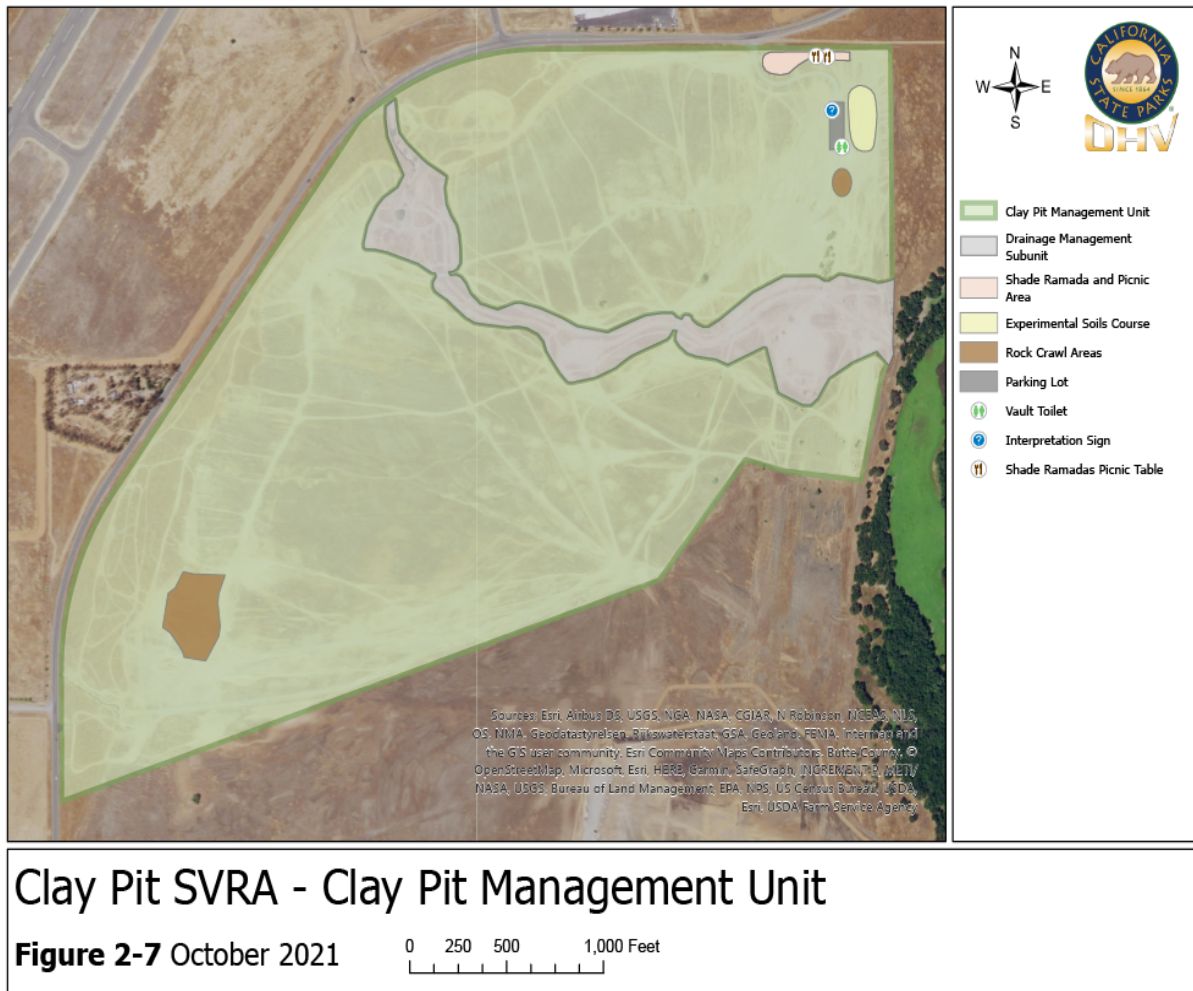 N
W E
S
CALIFORNIA
SINCE 1864
STATE PARKS
OHV
Clay Pit Management Unit
Drainage Management
Subunit
Shade Ramada and Picnic
Area
Experimental Soils Course
Rock Crawl Areas
Parking Lot
Vault Toilet
? Interpretation Sign
Shade Ramadas Picnic Table
?
Sources: Esri, Airbus DS, USGS, NGA, NASA, CGIAR, N Robinson, NCEAS, NLS,
OS, NMA, Geodatastyrelsen, Rijkswaterstaat, GSA, Geoland, FEMA, Intermap and
the GIS user community, Esri Community Maps Contributors, Butte County, ©
OpenStreetMap, Microsoft, Esri, HERE, Garmin, SafeGraph, INCREMENT P, METI/
NASA, USGS, Bureau of Land Management, EPA, NPS, US Census Bureau, USDA,
Esri, USDA Farm Service Agency
Clay Pit SVRA - Clay Pit Management Unit
Figure 2-7 October 2021
0 250 500 1,000 Feet